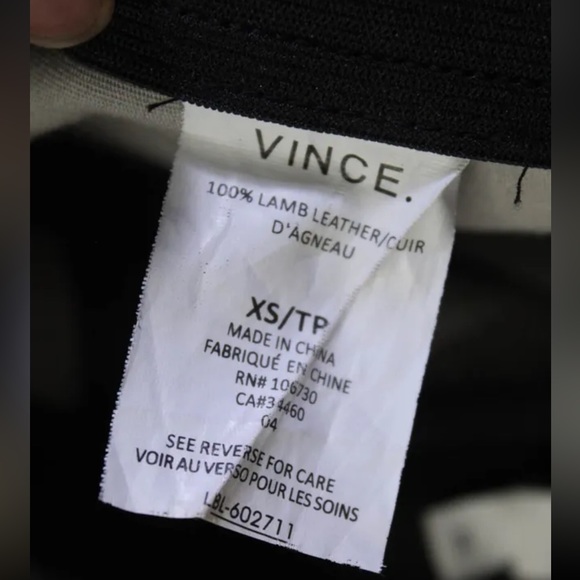 VINCE.
100% LAMB LEATHER/CUIR
D'AGNEAU
XS/TP
MADE IN CHINA
FABRIQUÉ EN CHINE
RN# 106730
CA#34460
04
SEE REVERSE FOR CARE
VOIR AU VERSO POUR LES SOINS
LBL-602711